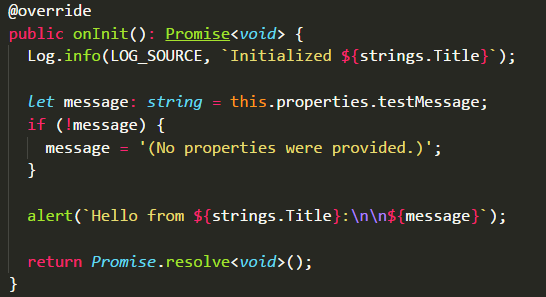 @override
public onInit(): Promise<void> {
  Log.info(LOG_SOURCE, `Initialized ${strings.Title}`);

  let message: string = this.properties.testMessage;
  if (!message) {
    message = '(No properties were provided.)';
  }

  alert(`Hello from ${strings.Title}:\n\n${message}`);

  return Promise.resolve<void>();
}